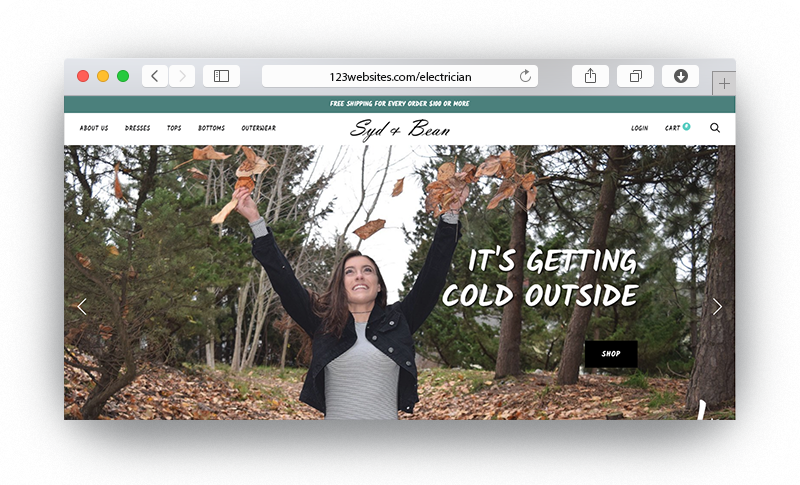 123websites.com/electrician
FREE SHIPPING FOR EVERY ORDER $100 OR MORE
ABOUT US DRESSES TOPS BOTTOMS OUTERWEAR Syd & Bean LOGIN CART
IT'S GETTING
COLD OUTSIDE
SHOP